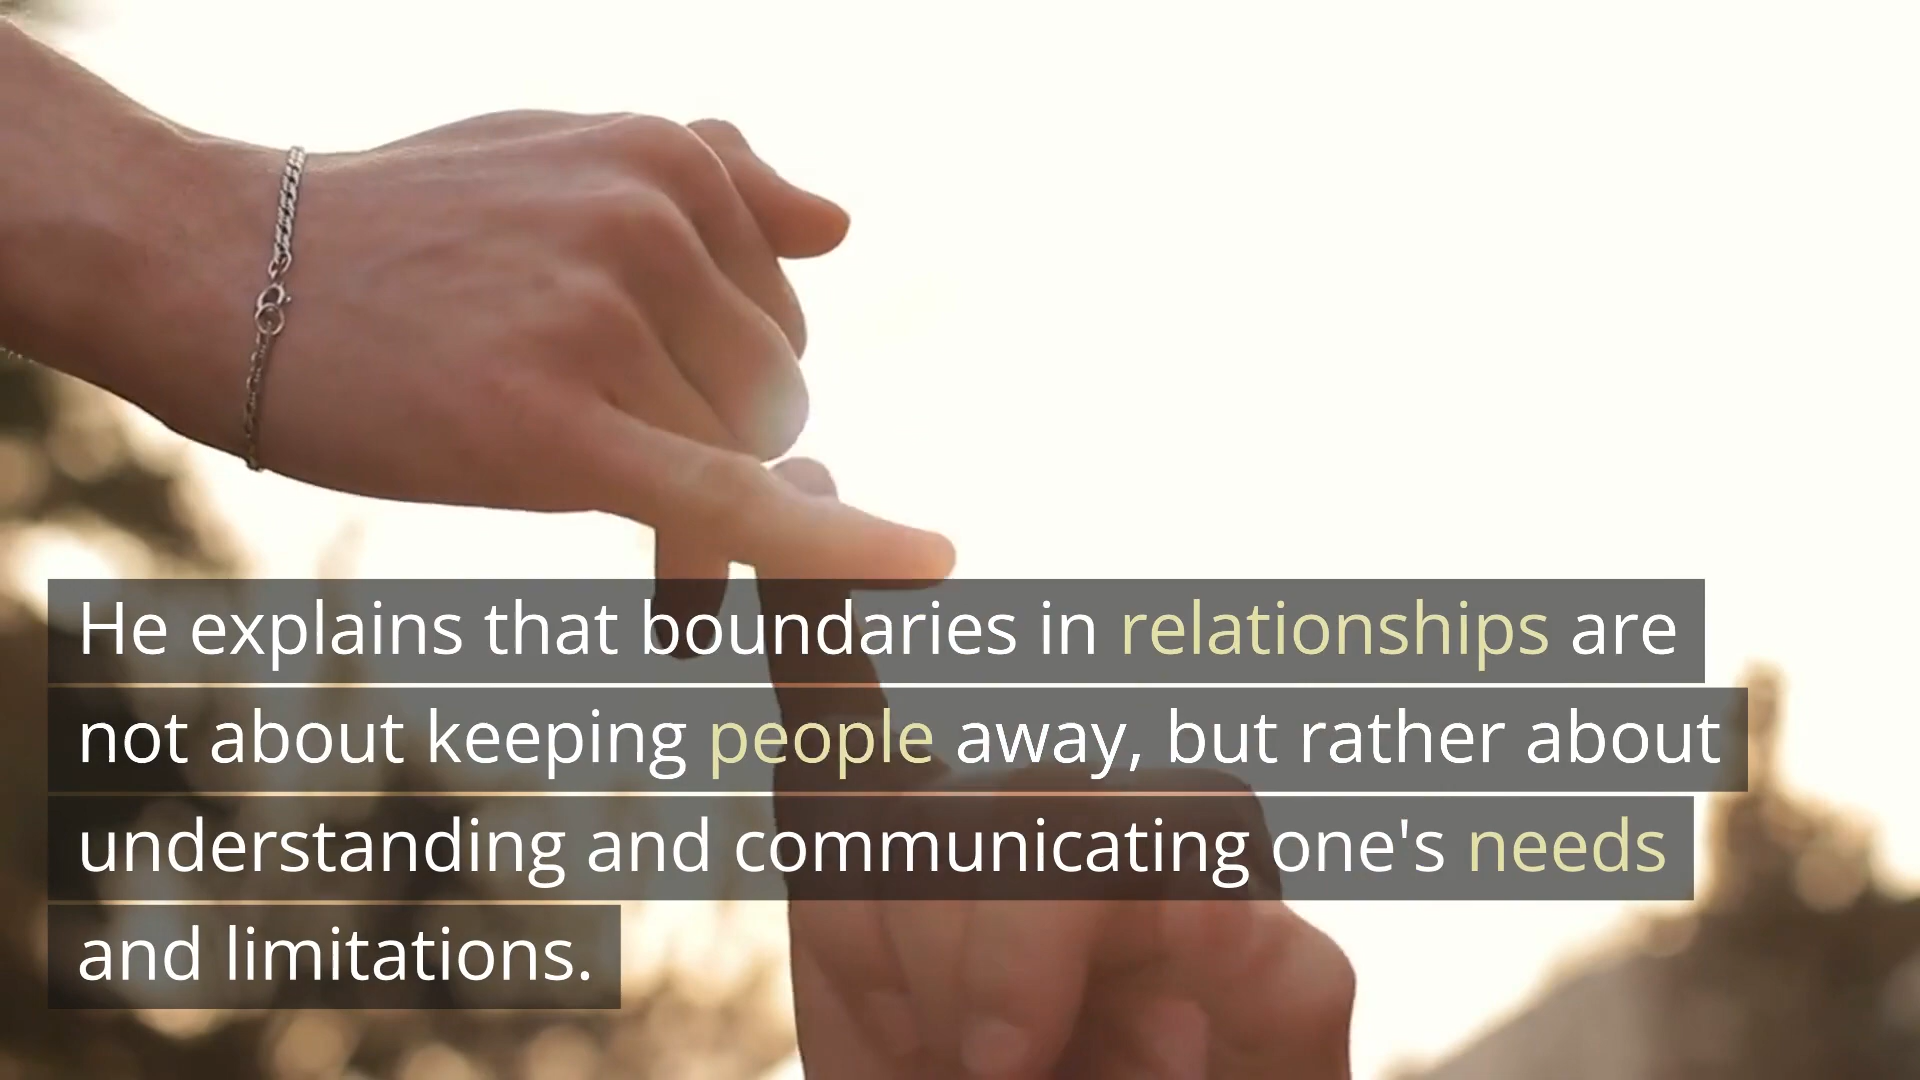 He explains that boundaries in relationships are
not about keeping people away, but rather about
understanding and communicating one's needs
and limitations.